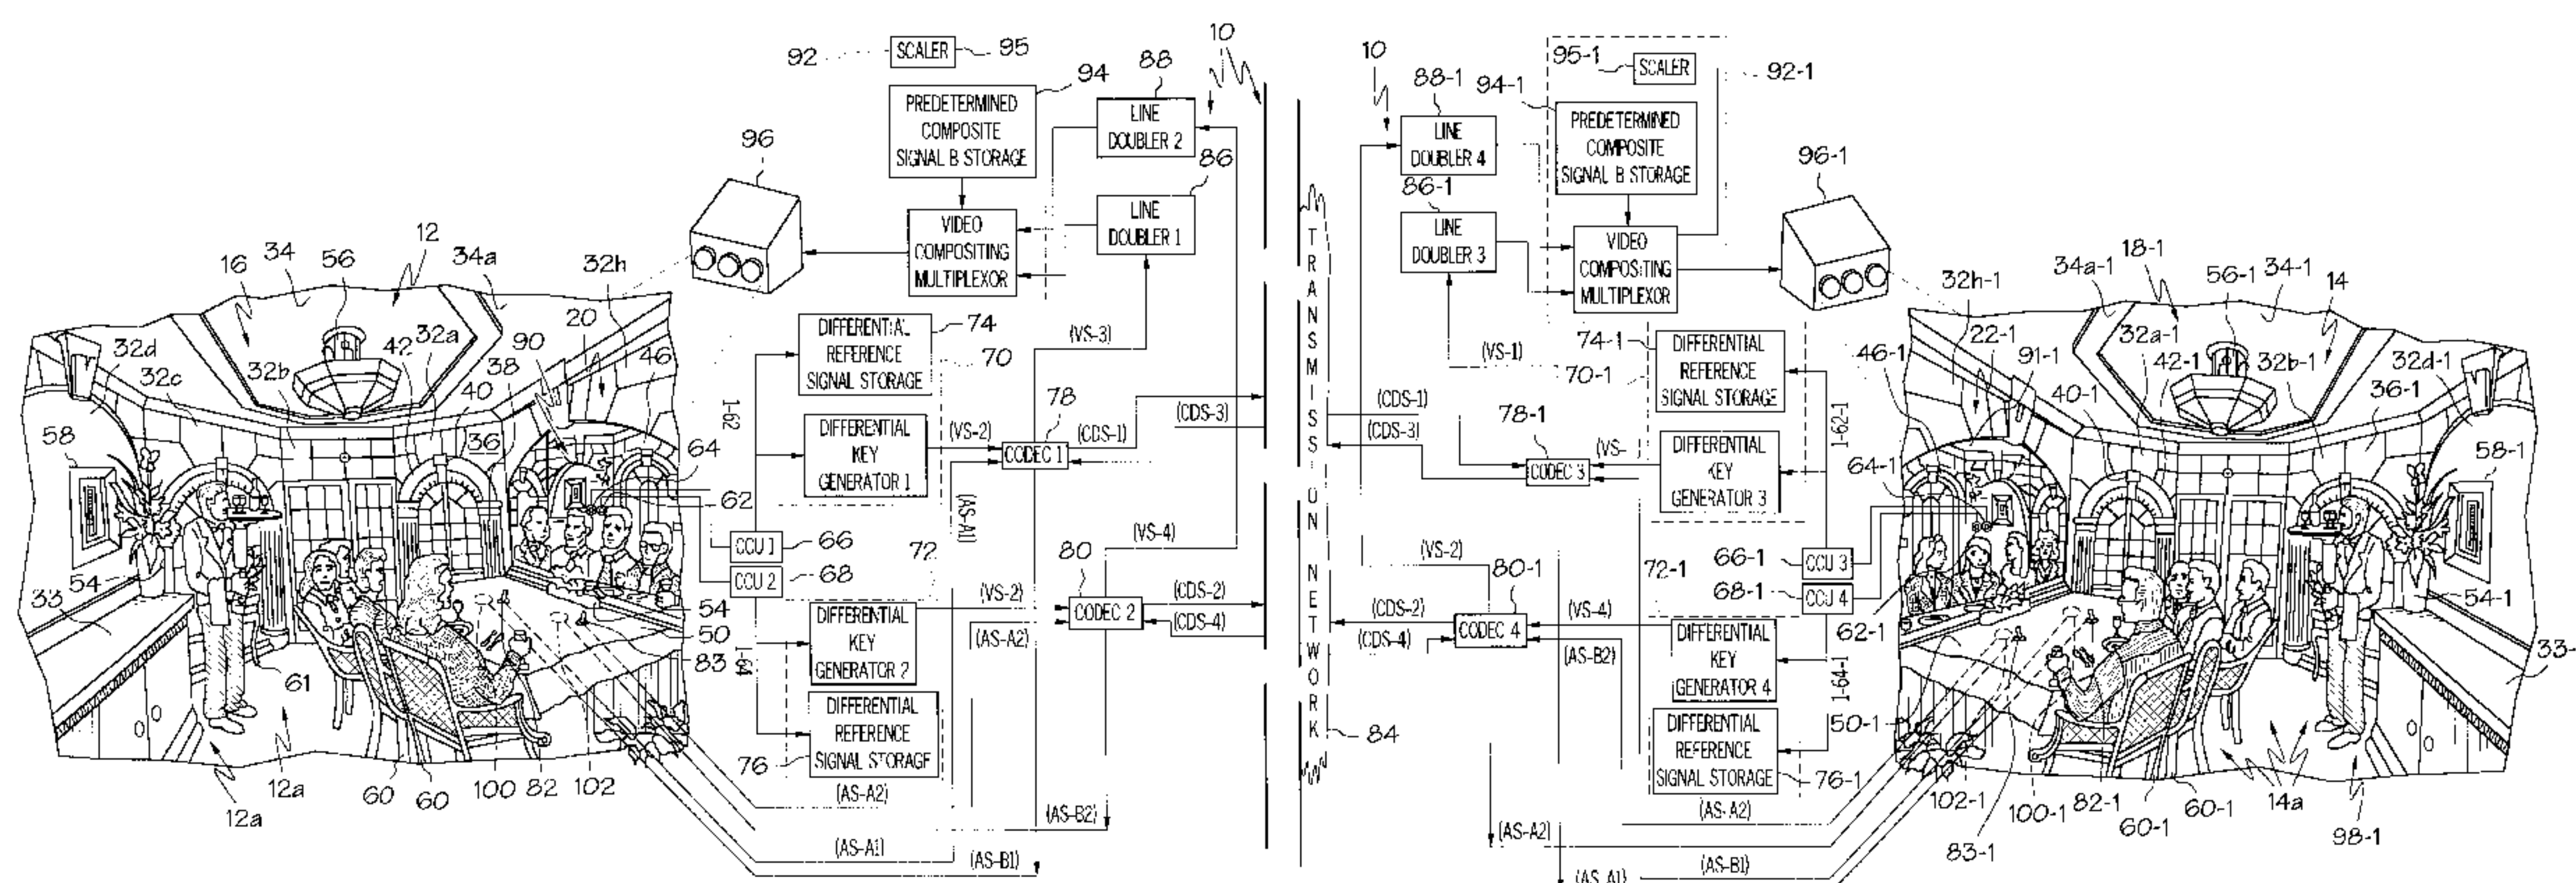 92
SCALER
95
94
PREDETERMINED
COMPOSITE
SIGNAL B STORAGE
88
10
LINE
DOUBLER 2
86
LINE
DOUBLER 1
96
VIDEO
COMPOSITING
MULTIPLEXOR
12
34
34a
56
16
32h
20
32d
32c
32b
42
32a
90
38
40
36
46
58
64
62
54
33
61
12a
12a
60
60
100
82
102
83
50
54
DIFFERENTIAL
REFERENCE
SIGNAL STORAGE
74
70
1-62
DIFFERENTIAL
KEY
GENERATOR 1
(VS-2)
(VS-3)
78
CODEC 1
(CDS-1)
(CDS-3)
(AS-A1)
CCU 1
66
CCU 2
68
72
(VS-2)
(VS-4)
80
CODEC 2
(CDS-2)
(CDS-4)
(AS-A2)
DIFFERENTIAL
KEY
GENERATOR 2
1-64
DIFFERENTIAL
REFERENCE
SIGNAL STORAGE
76
(AS-A2)
(AS-B2)
(AS-A1)
(AS-B1)
NETWORK
84
10
88-1
LINE
DOUBLER 4
86-1
LINE
DOUBLER 3
95-1
SCALER
92-1
94-1
PREDETERMINED
COMPOSITE
SIGNAL B STORAGE
VIDEO
COMPOSITING
MULTIPLEXOR
96-1
(VS-1)
74-1
70-1
DIFFERENTIAL
REFERENCE
SIGNAL STORAGE
(CDS-1)
(CDS-3)
78-1
CODEC 3
DIFFERENTIAL
KEY
GENERATOR 3
1-62-1
CCU 3
66-1
CCU 4
68-1
72-1
(VS-2)
80-1
(CDS-2)
(CDS-4)
CODEC 4
(VS-4)
(AS-B2)
DIFFERENTIAL
KEY
GENERATOR 4
1-64-1
DIFFERENTIAL
REFERENCE
SIGNAL STORAGE
76-1
(AS-A2)
(AS-A2)
(AS-B1)
(AS-A1)
34a-1
18-1
34-1
56-1
14
32h-1
22-1
91-1
32a-1
42-1
32b-1
32d-1
46-1
40-1
36-1
64-1
58-1
62-1
54-1
33-
50-1
102-1
83-1
100-1
82-1
60-1
60-1
14a
98-1